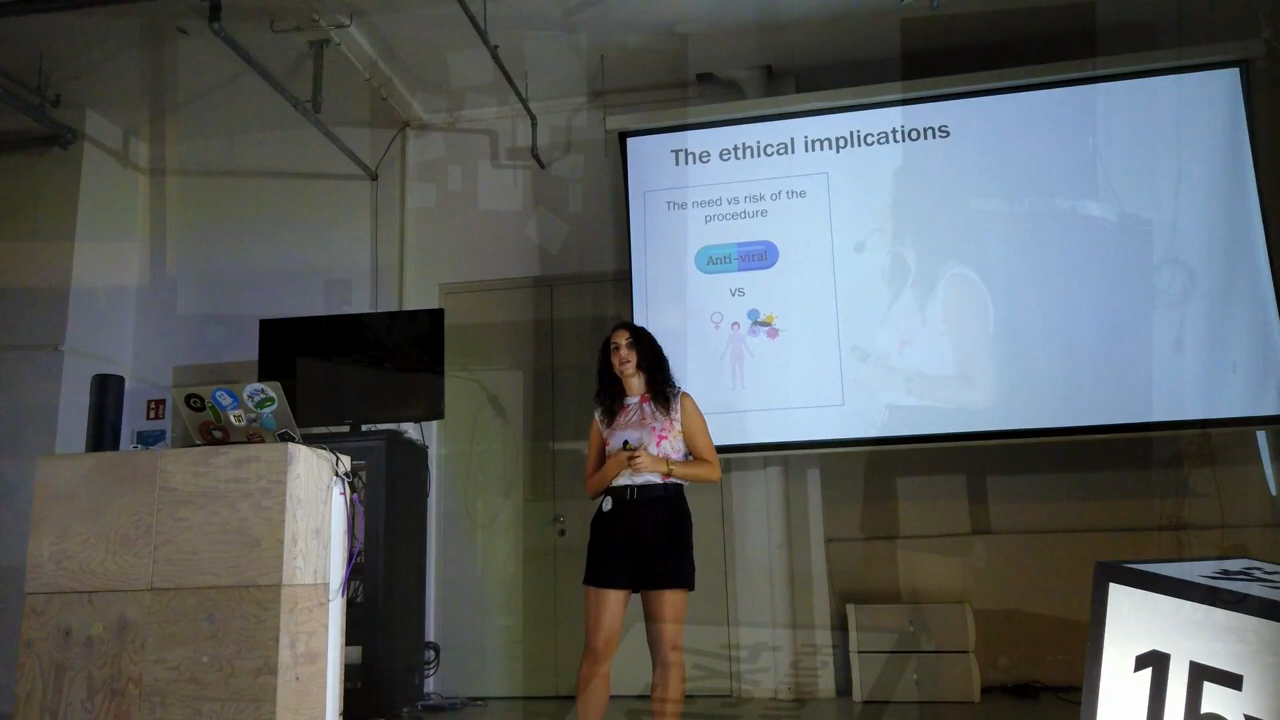 The ethical implications
The need vs risk of the
procedure
Anti-viral
vs
15